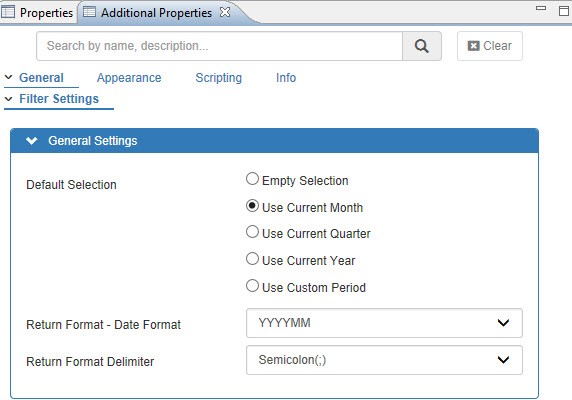 Properties Additional Properties
Search by name, description... Clear
General Appearance Scripting Info
Filter Settings
General Settings
Default Selection Empty Selection
Use Current Month
Use Current Quarter
Use Current Year
Use Custom Period
Return Format - Date Format YYYYMM
Return Format Delimiter Semicolon(;)